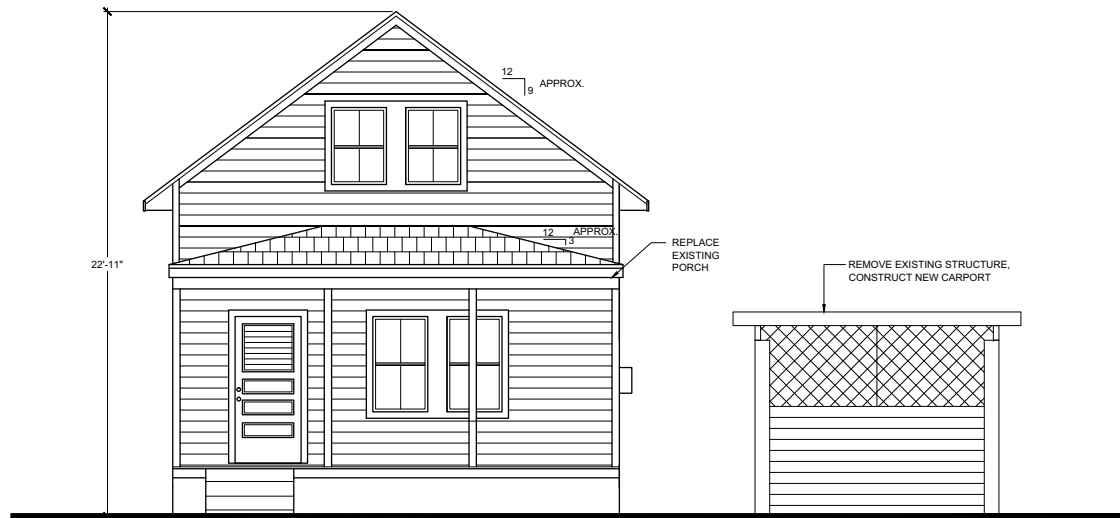 12
9 APPROX.
12 APPROX.
3
22'-11"
REPLACE
EXISTING
PORCH
REMOVE EXISTING STRUCTURE,
CONSTRUCT NEW CARPORT